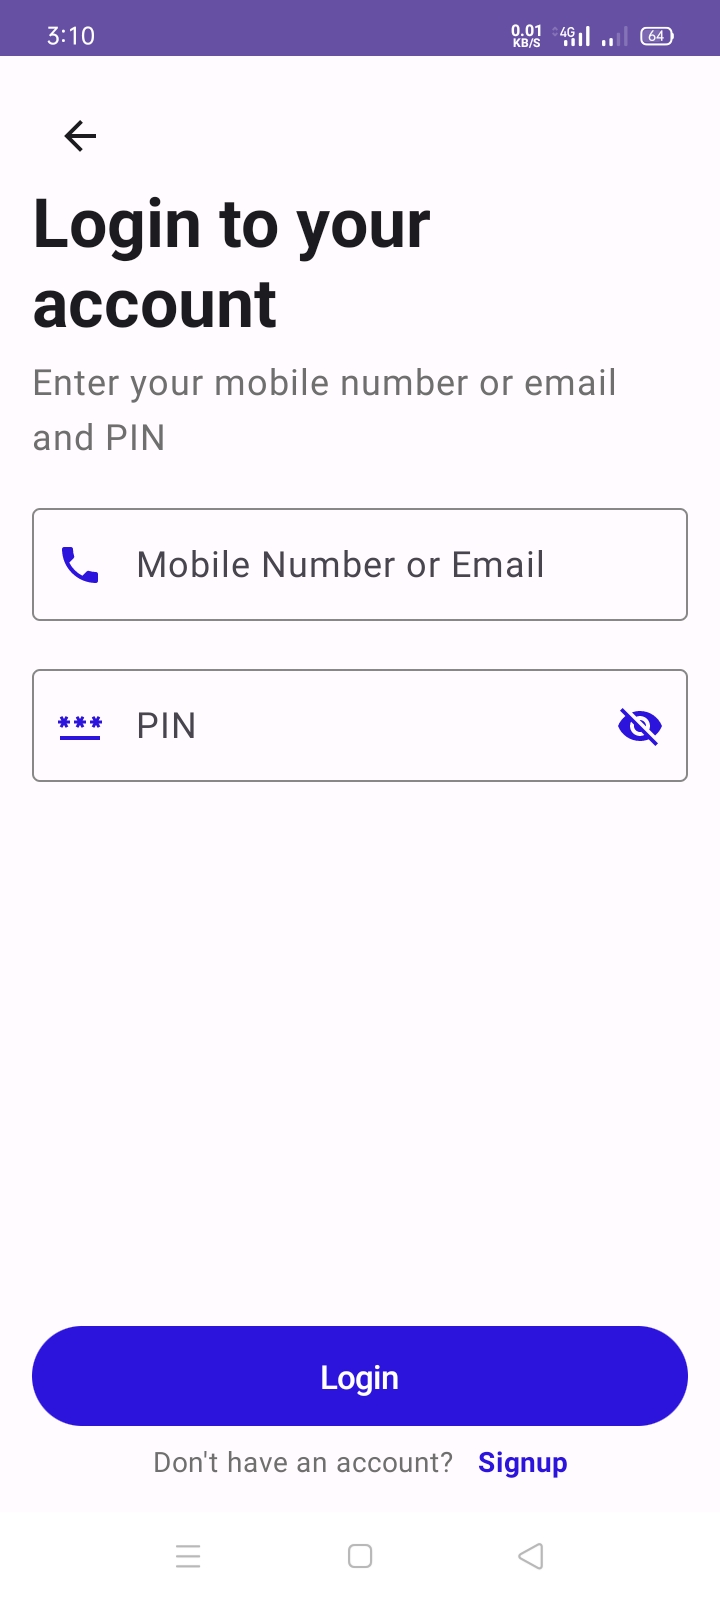 3:10
0.01
KB/S
4G
64
Login to your
account
Enter your mobile number or email
and PIN
Mobile Number or Email
*** PIN
Login
Don't have an account? Signup